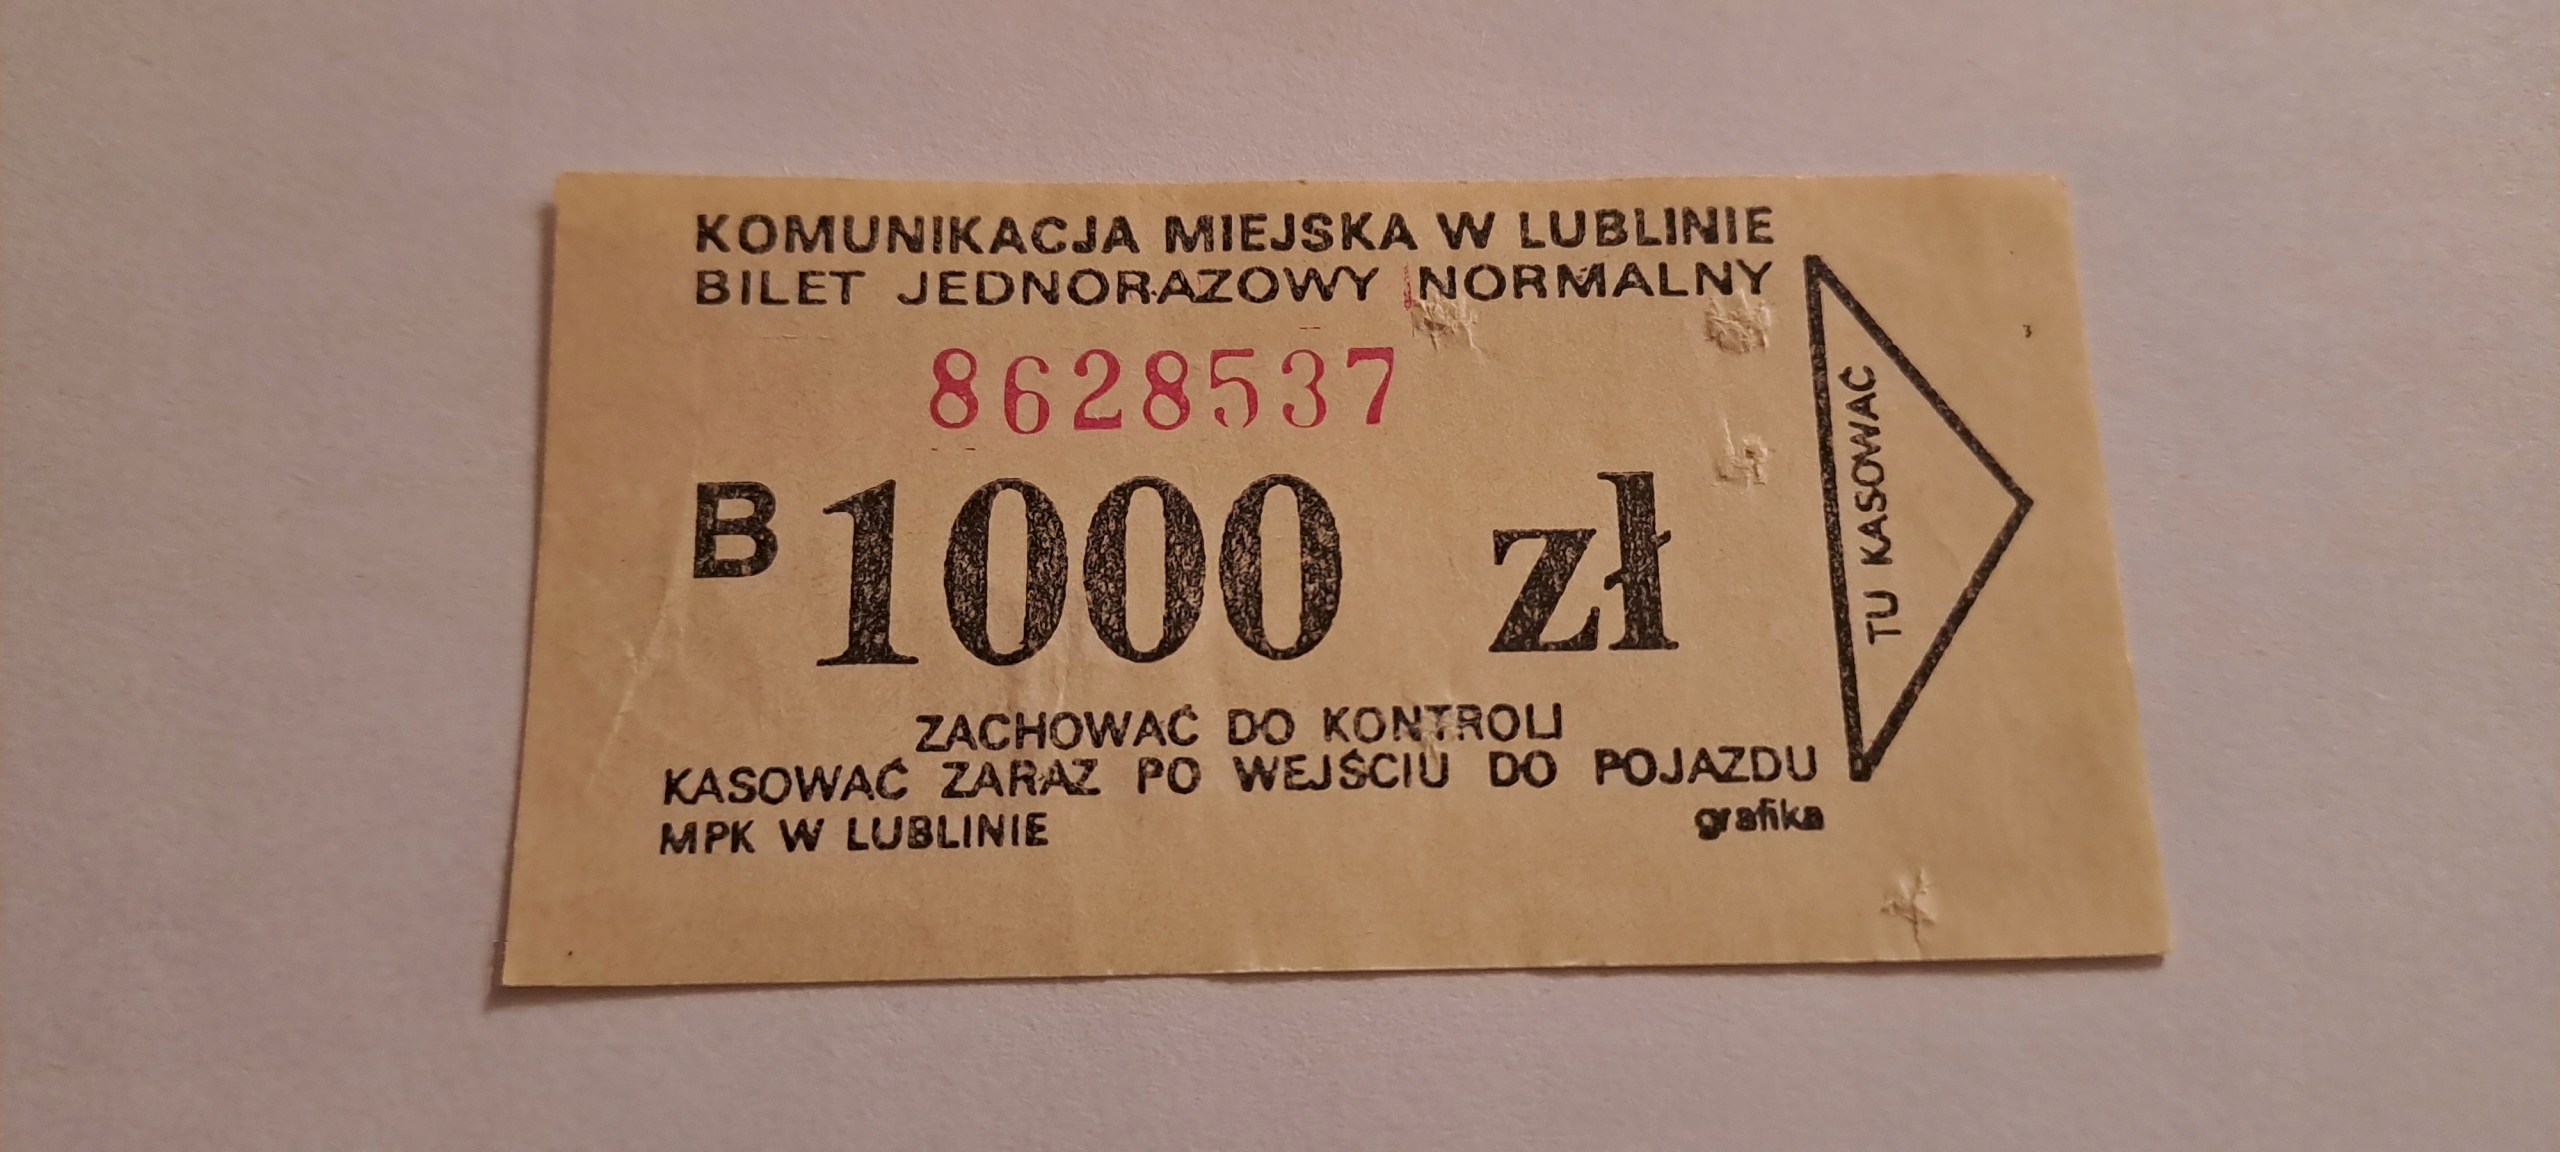 KOMUNIKACJA MIEJSKA W LUBLINIE
BILET JEDNORAZOWY NORMALNY
8628537
B 1000 zł
TU KASOWAĆ
ZACHOWAĆ DO KONTROLI
KASOWAĆ ZARAZ PO WEJŚCIU DO POJAZDU
grafika
MPK W LUBLINIE